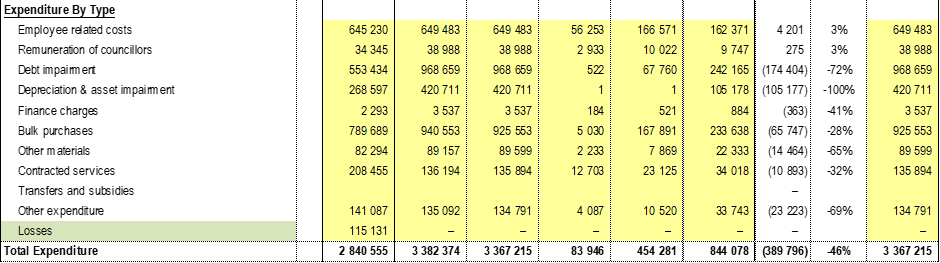 Expenditure By Type
Employee related costs 645 230 649 483 649 483 56 253 166 571 162 371 4 201 3% 649 483
Remuneration of councillors 34 345 38 988 38 988 2 933 10 022 9 747 275 3% 38 988
Debt impairment 553 434 968 659 968 659 522 67 760 242 165 (174 404) -72% 968 659
Depreciation & asset impairment 268 597 420 711 420 711 1 1 105 178 (105 177) -100% 420 711
Finance charges 2 293 3 537 3 537 184 521 884 (363) -41% 3 537
Bulk purchases 789 689 940 553 925 553 5 030 167 891 233 638 (65 747) -28% 925 553
Other materials 82 294 89 157 89 599 2 233 7 869 22 333 (14 464) -65% 89 599
Contracted services 208 455 136 194 135 894 12 703 23 125 34 018 (10 893) -32% 135 894
Transfers and subsidies –
Other expenditure 141 087 135 092 134 791 4 087 10 520 33 743 (23 223) -69% 134 791
Losses 115 131 – – – – – – –
Total Expenditure 2 840 555 3 382 374 3 367 215 83 946 454 281 844 078 (389 796) -46% 3 367 215